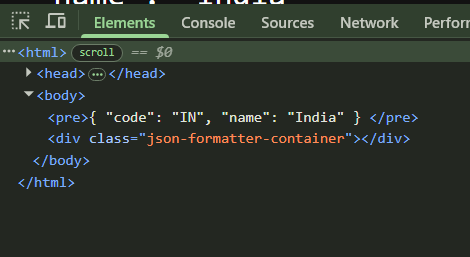 Elements Console Sources Network
<html> scroll == $0
<head> </head>
<body>
<pre>{ "code": "IN", "name": "India" } </pre>
<div class="json-formatter-container"></div>
</body>
</html>